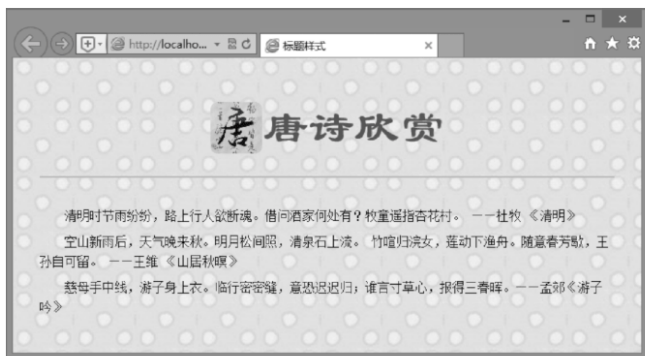 http://localho...
标题样式
唐 唐诗欣赏
清明时节雨纷纷，路上行人欲断魂。借问酒家何处有？牧童遥指杏花村。 ——杜牧 《清明》
空山新雨后，天气晚来秋。明月松间照，清泉石上流。 竹喧归浣女，莲动下渔舟。随意春芳歇，王
孙自可留。 ——王维 《山居秋暝》
慈母手中线，游子身上衣。临行密密缝，意恐迟迟归；谁言寸草心，报得三春晖。——孟郊《游子
吟》